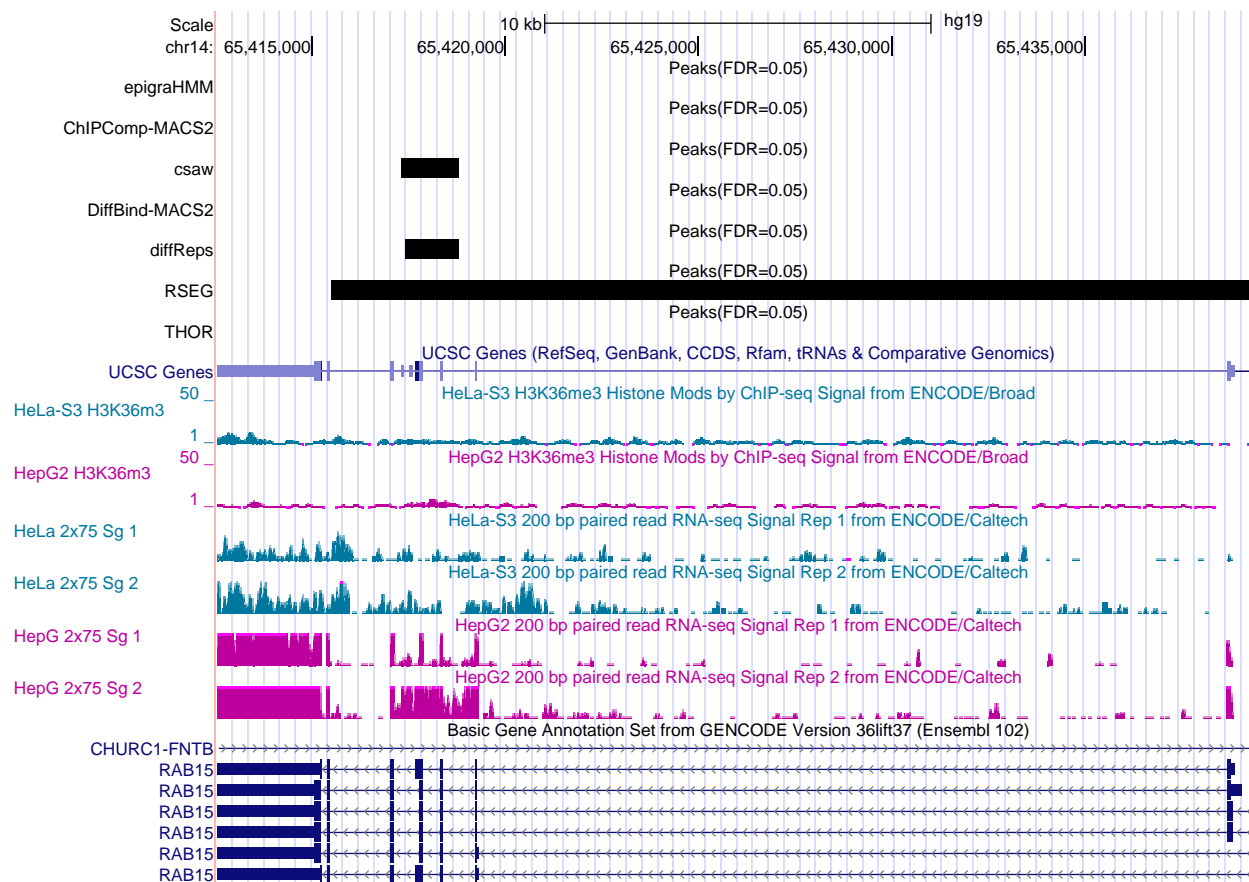 Scale 10 kb hg19
chr14: 65,415,000 65,420,000 65,425,000 65,430,000 65,435,000
Peaks(FDR=0.05)
epigraHMM
Peaks(FDR=0.05)
ChIPComp-MACS2
Peaks(FDR=0.05)
csaw
Peaks(FDR=0.05)
DiffBind-MACS2
Peaks(FDR=0.05)
diffReps
Peaks(FDR=0.05)
RSEG
Peaks(FDR=0.05)
THOR
UCSC Genes (RefSeq, GenBank, CCDS, Rfam, tRNAs & Comparative Genomics)
UCSC Genes
50 _ HeLa-S3 H3K36me3 Histone Mods by ChIP-seq Signal from ENCODE/Broad
HeLa-S3 H3K36m3
1 _
50 _ HepG2 H3K36me3 Histone Mods by ChIP-seq Signal from ENCODE/Broad
HepG2 H3K36m3
1 _
HeLa-S3 200 bp paired read RNA-seq Signal Rep 1 from ENCODE/Caltech
HeLa 2x75 Sg 1
HeLa-S3 200 bp paired read RNA-seq Signal Rep 2 from ENCODE/Caltech
HeLa 2x75 Sg 2
HepG2 200 bp paired read RNA-seq Signal Rep 1 from ENCODE/Caltech
HepG 2x75 Sg 1
HepG2 200 bp paired read RNA-seq Signal Rep 2 from ENCODE/Caltech
HepG 2x75 Sg 2
Basic Gene Annotation Set from GENCODE Version 36lift37 (Ensembl 102)
CHURC1-FNTB
RAB15
RAB15
RAB15
RAB15
RAB15
RAB15